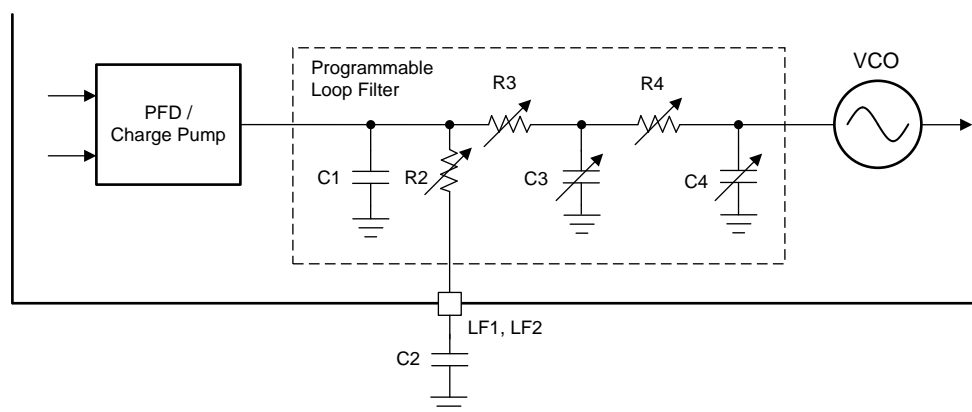 Programmable
Loop Filter
VCO
R3
R4
PFD /
Charge Pump
C1
R2
C3
C4
LF1, LF2
C2